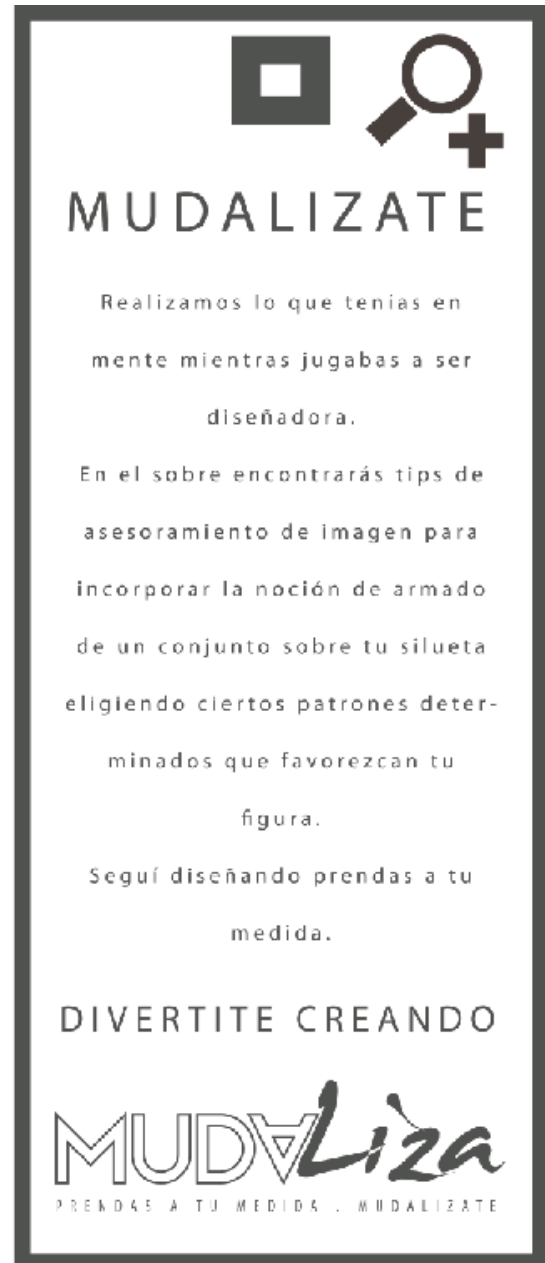 MUDALIZATE
Realizamos lo que tenias en
mente mientras jugabas a ser
diseñadora.
En el sobre encontrarás tips de
asesoramiento de imagen para
incorporar la noción de armado
de un conjunto sobre tu silueta
eligiendo ciertos patrones deter-
minados que favorezcan tu
figura.
Seguí diseñando prendas a tu
medida.
DIVERTITE CREANDO
MUDALiza
PRENDAS A TU MEDIDA . MUDALIZATE